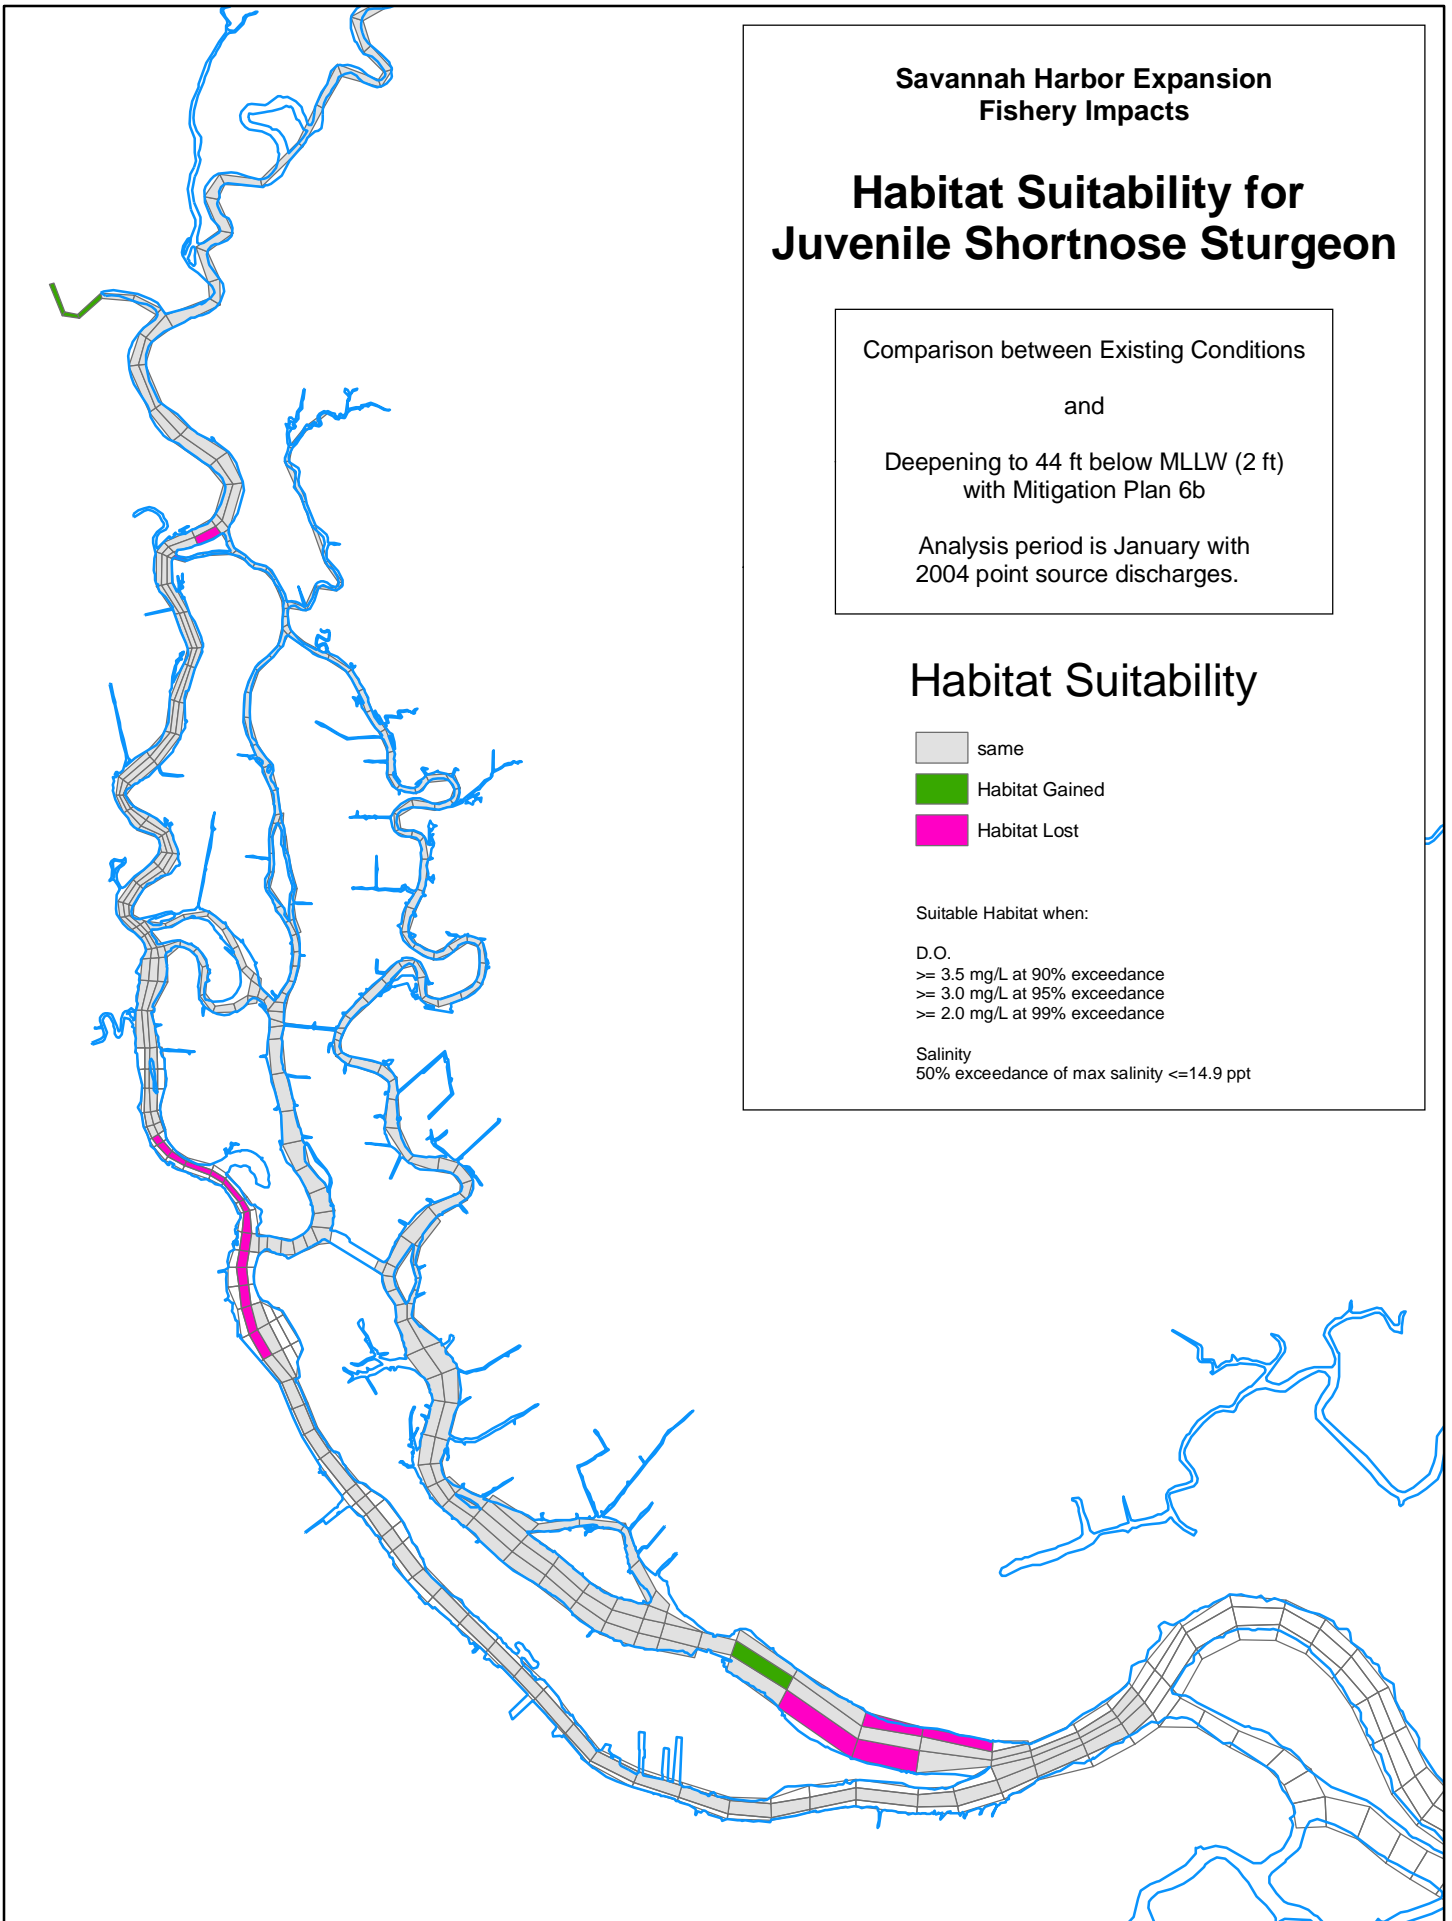 Savannah Harbor Expansion
Fishery Impacts
Habitat Suitability for
Juvenile Shortnose Sturgeon
Comparison between Existing Conditions
and
Deepening to 44 ft below MLLW (2 ft)
with Mitigation Plan 6b
Analysis period is January with
2004 point source discharges.
Habitat Suitability
same
Habitat Gained
Habitat Lost
Suitable Habitat when:
D.O.
>= 3.5 mg/L at 90% exceedance
>= 3.0 mg/L at 95% exceedance
>= 2.0 mg/L at 99% exceedance
Salinity
50% exceedance of max salinity <=14.9 ppt